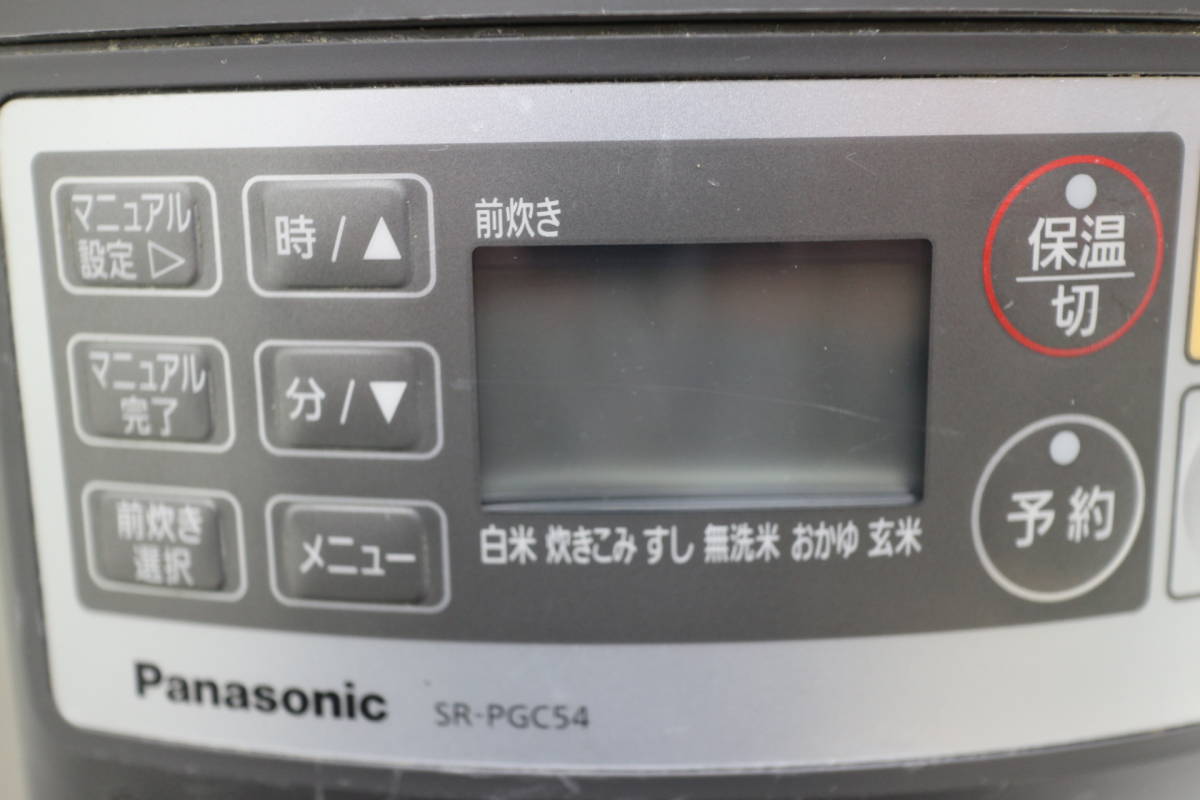 マニュアル
設定 ▷
時 / ▲
前炊き
保温
切
マニュアル
完了
分 / ▼
前炊き
選択
メニュー
白米 炊きこみ すし 無洗米 おかゆ 玄米
予約
Panasonic SR-PGC54